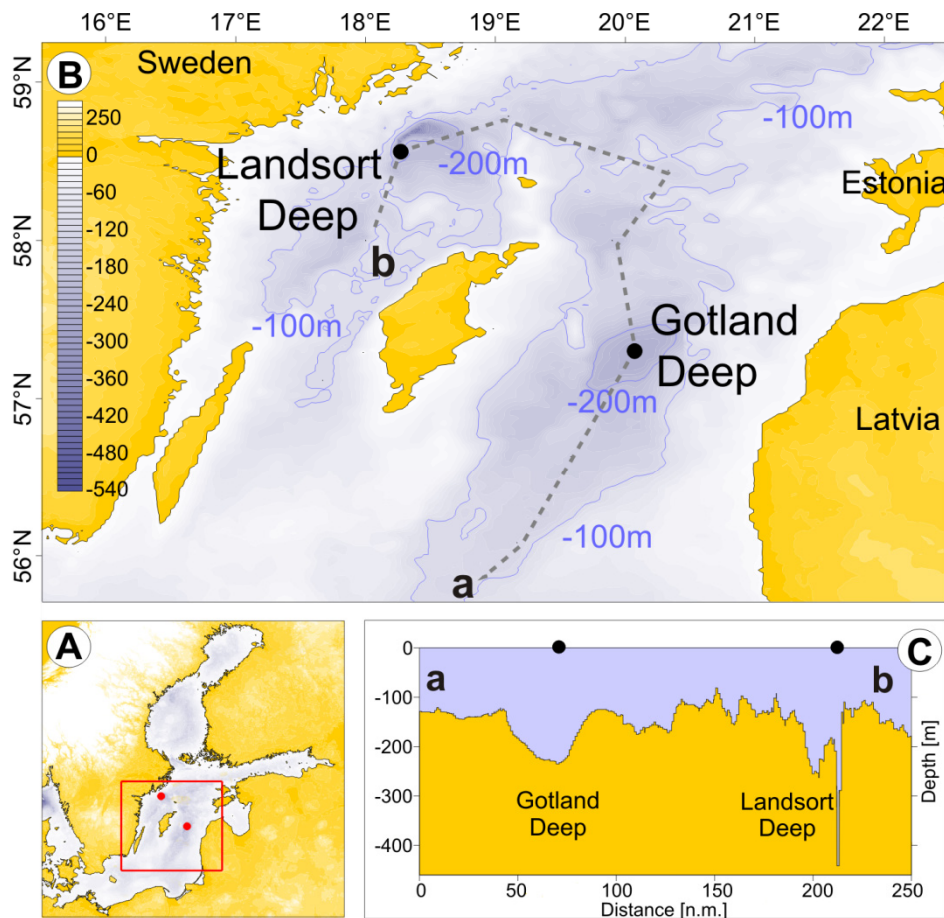 16°E 17°E 18°E 19°E 20°E 21°E 22°E
59°N
58°N
57°N
56°N
B
Sweden
250
0
-60
-120
-180
-240
-300
-360
-420
-480
-540
-100m
Landsort
Deep
-200m
Estonia
b
-100m
Gotland
Deep
-200m
Latvia
-100m
a
A
C
a
b
0
-100
-200
-300
-400
Depth [m]
Gotland
Deep
Landsort
Deep
0 50 100 150 200 250
Distance [n.m.]